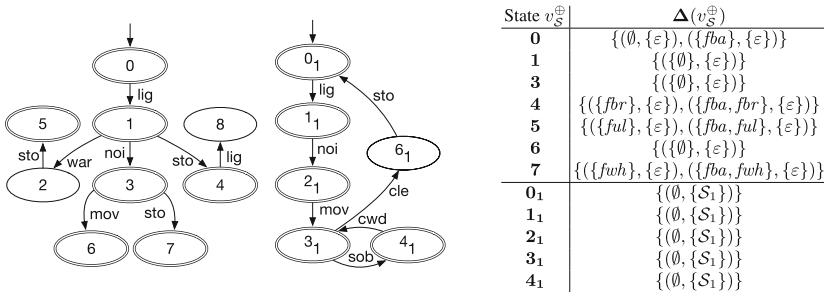 0
lig
5
1
8
sto
war
noi
sto
lig
2
3
4
mov
sto
6
7
0₁
lig
sto
1₁
noi
6₁
2₁
mov
cle
cwd
3₁
4₁
sob
State v_𝒮^⊕ Δ(v_𝒮^⊕)
0 {(∅, {ε}), ({fba}, {ε})}
1 {({∅}, {ε})}
3 {({∅}, {ε})}
4 {({fbr}, {ε}), ({fba, fbr}, {ε})}
5 {({ful}, {ε}), ({fba, ful}, {ε})}
6 {({∅}, {ε})}
7 {({fwh}, {ε}), ({fba, fwh}, {ε})}
0₁ {(∅, {𝒮₁})}
1₁ {(∅, {𝒮₁})}
2₁ {(∅, {𝒮₁})}
3₁ {(∅, {𝒮₁})}
4₁ {(∅, {𝒮₁})}